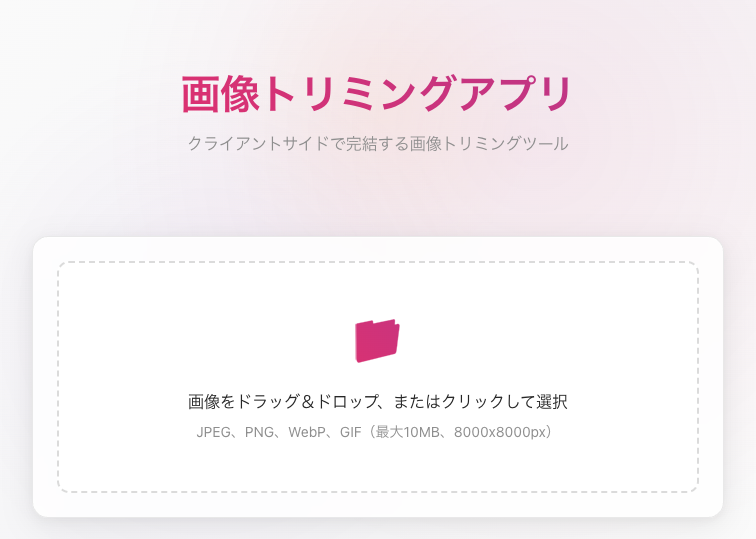 画像トリミングアプリ
クライアントサイドで完結する画像トリミングツール
画像をドラッグ＆ドロップ、またはクリックして選択
JPEG、PNG、WebP、GIF（最大10MB、8000x8000px）